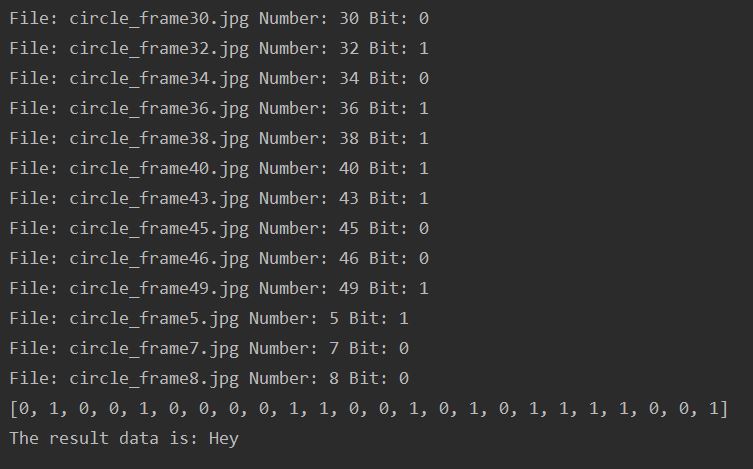 File: circle_frame30.jpg Number: 30 Bit: 0
File: circle_frame32.jpg Number: 32 Bit: 1
File: circle_frame34.jpg Number: 34 Bit: 0
File: circle_frame36.jpg Number: 36 Bit: 1
File: circle_frame38.jpg Number: 38 Bit: 1
File: circle_frame40.jpg Number: 40 Bit: 1
File: circle_frame43.jpg Number: 43 Bit: 1
File: circle_frame45.jpg Number: 45 Bit: 0
File: circle_frame46.jpg Number: 46 Bit: 0
File: circle_frame49.jpg Number: 49 Bit: 1
File: circle_frame5.jpg Number: 5 Bit: 1
File: circle_frame7.jpg Number: 7 Bit: 0
File: circle_frame8.jpg Number: 8 Bit: 0
[0, 1, 0, 0, 1, 0, 0, 0, 0, 1, 1, 0, 0, 1, 0, 1, 0, 1, 1, 1, 1, 0, 0, 1]
The result data is: Hey